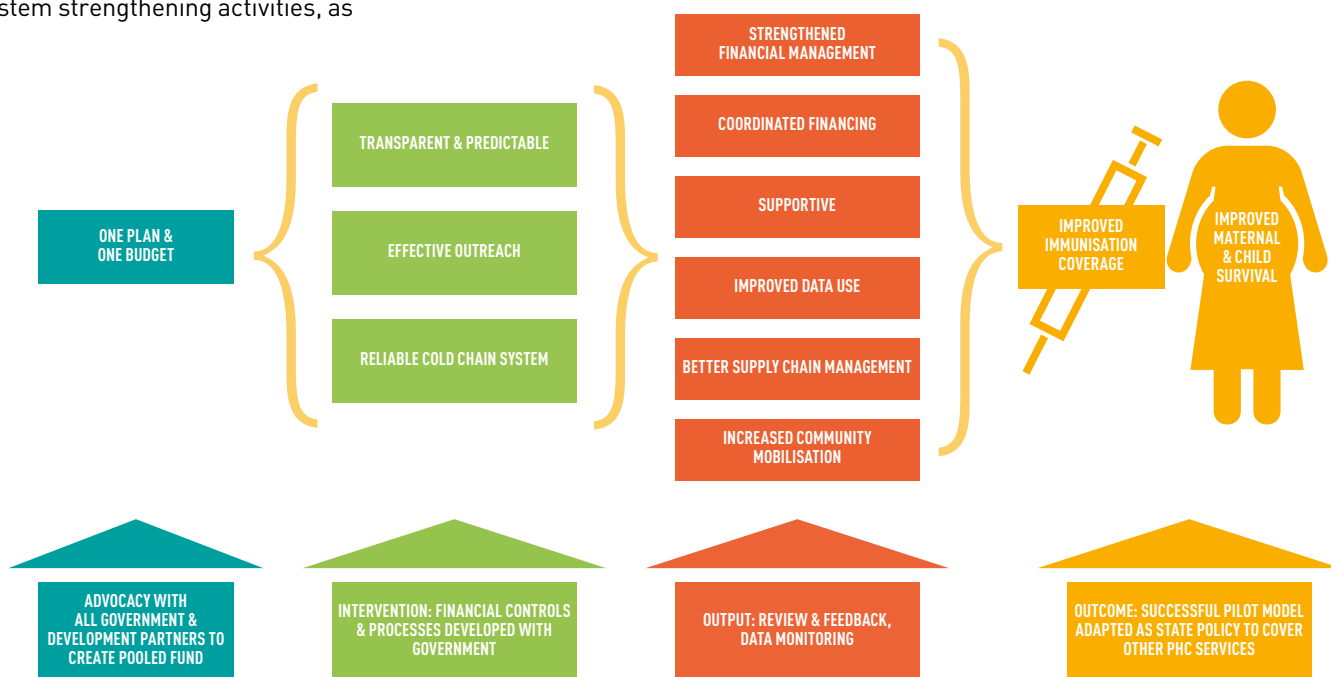 stem strengthening activities, as
ONE PLAN &
ONE BUDGET
TRANSPARENT & PREDICTABLE
EFFECTIVE OUTREACH
RELIABLE COLD CHAIN SYSTEM
STRENGTHENED
FINANCIAL MANAGEMENT
COORDINATED FINANCING
SUPPORTIVE
IMPROVED DATA USE
BETTER SUPPLY CHAIN MANAGEMENT
INCREASED COMMUNITY
MOBILISATION
IMPROVED
IMMUNISATION
COVERAGE
IMPROVED
MATERNAL
& CHILD
SURVIVAL
ADVOCACY WITH
ALL GOVERNMENT &
DEVELOPMENT PARTNERS TO
CREATE POOLED FUND
INTERVENTION: FINANCIAL CONTROLS
& PROCESSES DEVELOPED WITH
GOVERNMENT
OUTPUT: REVIEW & FEEDBACK,
DATA MONITORING
OUTCOME: SUCCESSFUL PILOT MODEL
ADAPTED AS STATE POLICY TO COVER
OTHER PHC SERVICES